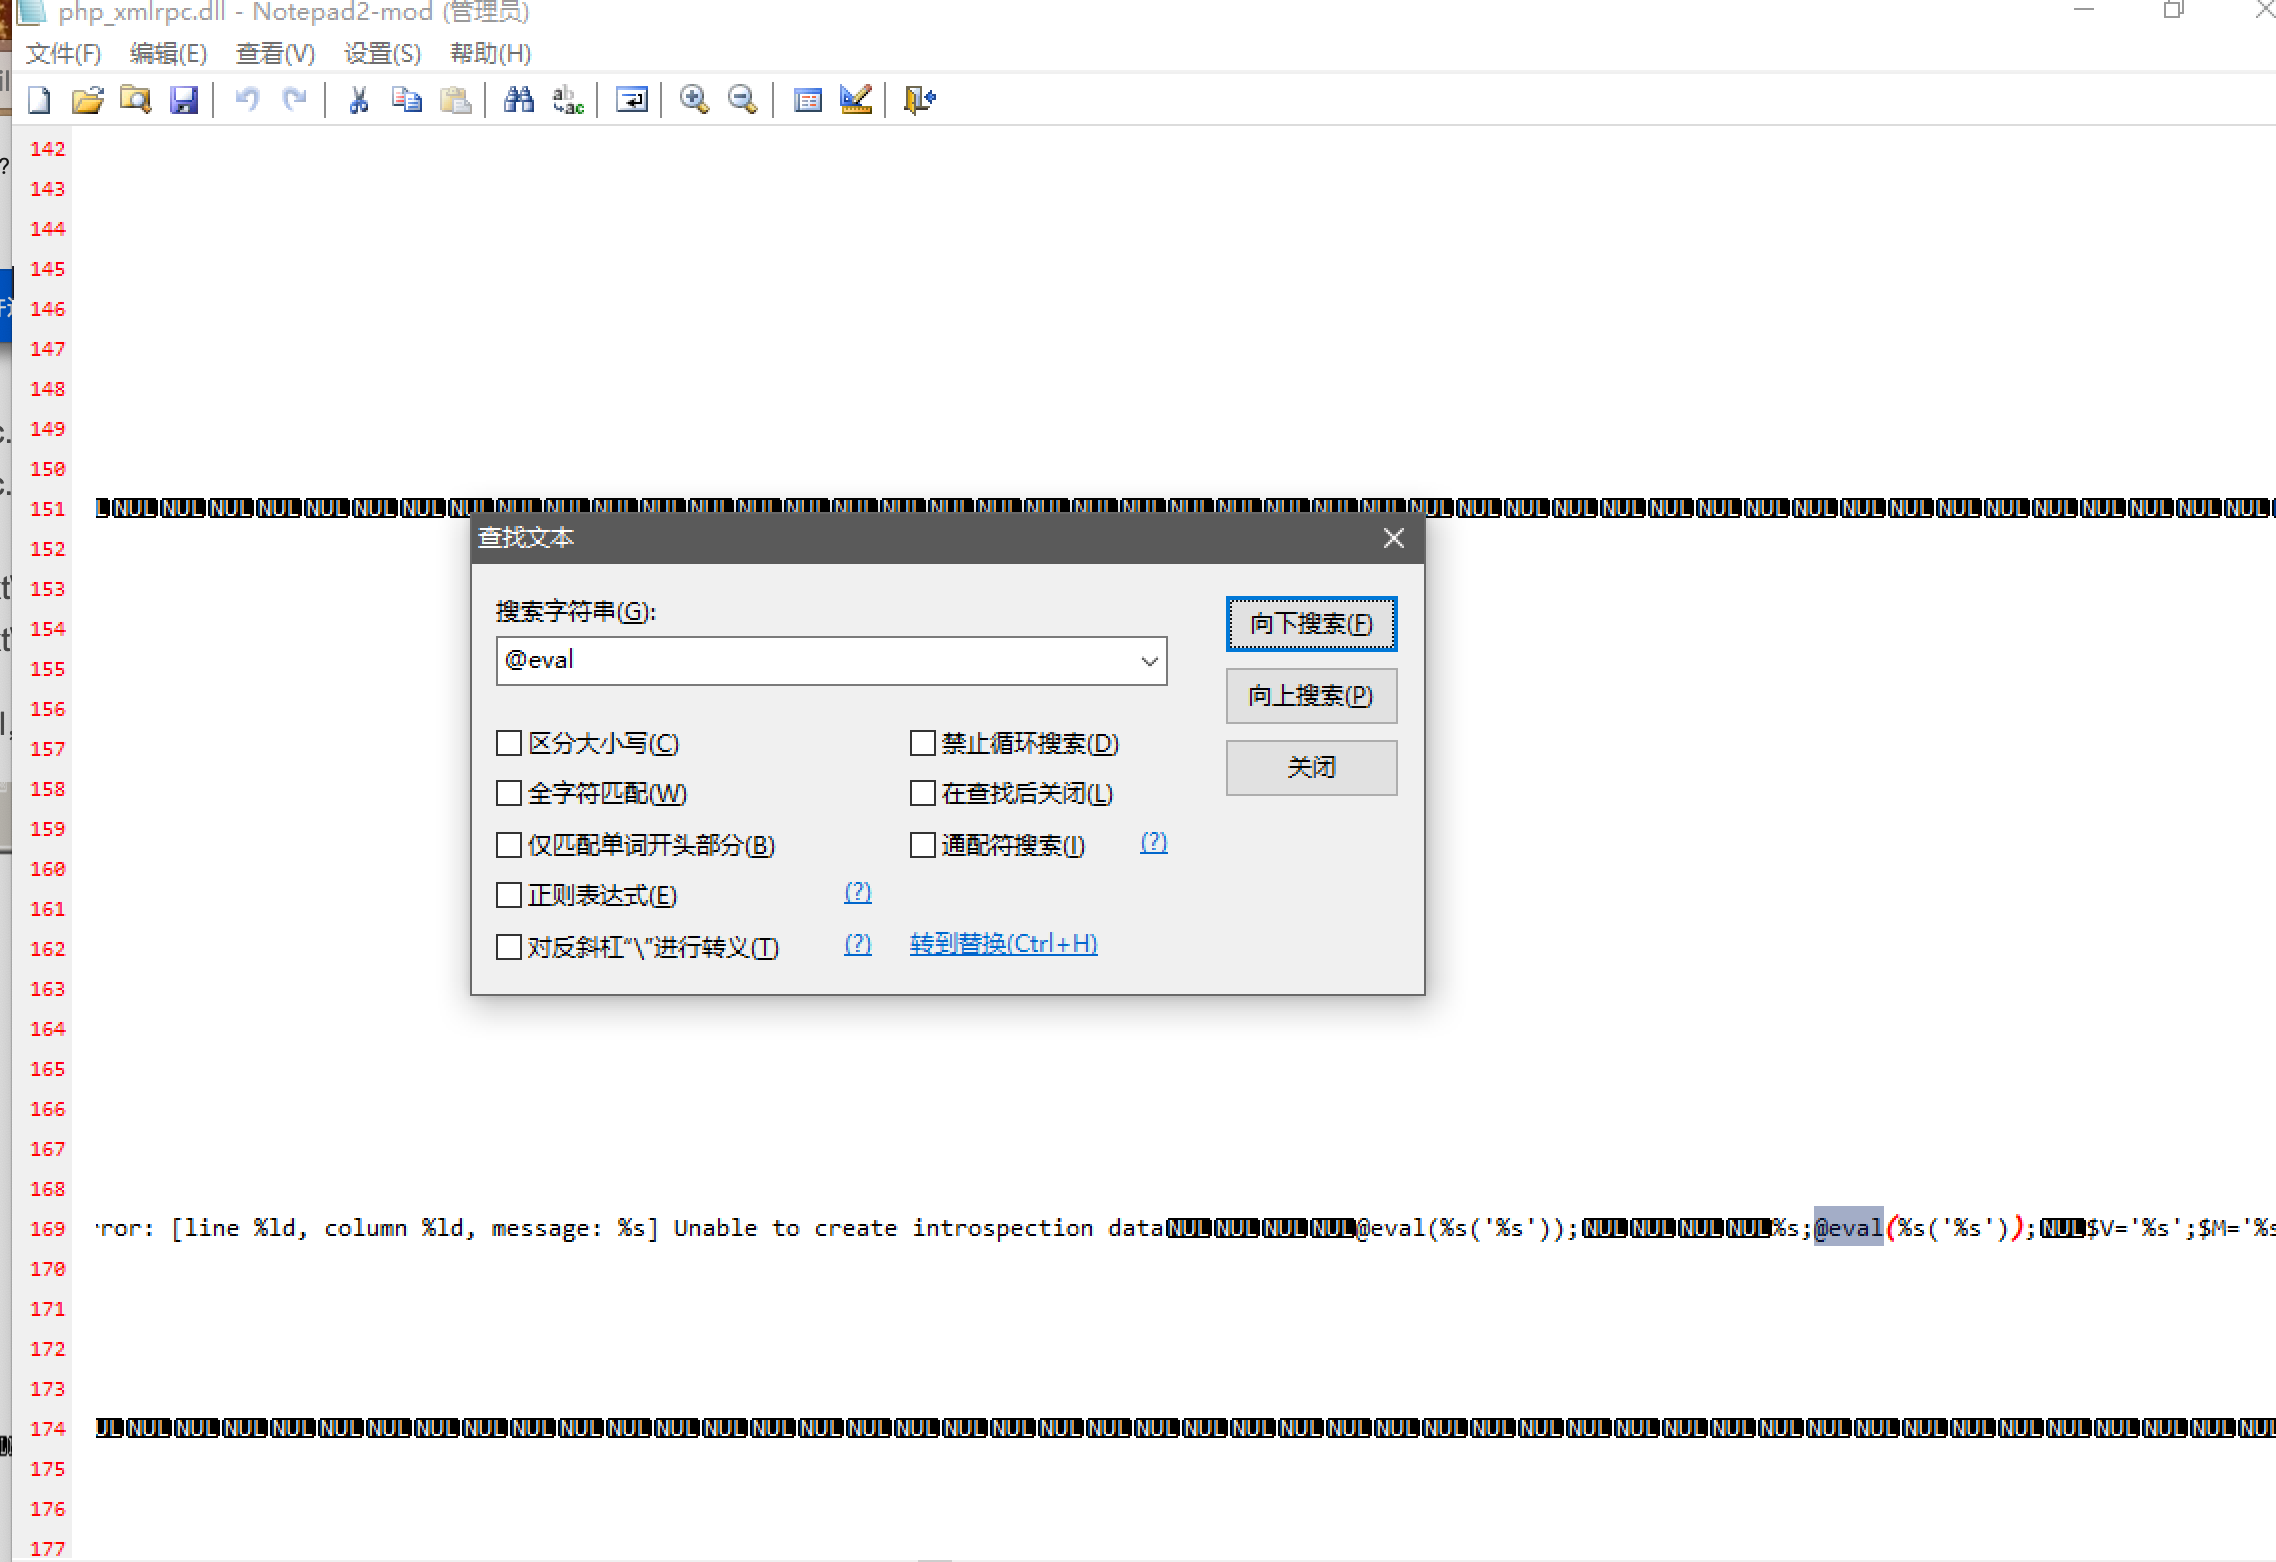 php_xmlrpc.dll - Notepad2-mod (管理员)
文件(F) 编辑(E) 查看(V) 设置(S) 帮助(H)
142
143
144
145
146
147
148
149
150
151 NUL NUL NUL NUL NUL NUL NUL NUL NUL NUL NUL NUL NUL NUL NUL NUL NUL NUL NUL NUL NUL NUL NUL NUL NUL NUL NUL NUL NUL NUL NUL NUL NUL NUL NUL NUL NUL NUL NUL NUL NUL NUL NUL NUL NUL
152
153
154
155
156
157
158
159
160
161
162
163
164
165
166
167
168
169 ror: [line %ld, column %ld, message: %s] Unable to create introspection dataNULNULNULNUL@eval(%s('%s'));NULNULNULNUL%s;@eval(%s('%s'));NUL$V='%s';$M='%s
170
171
172
173
174 UL NUL NUL NUL NUL NUL NUL NUL NUL NUL NUL NUL NUL NUL NUL NUL NUL NUL NUL NUL NUL NUL NUL NUL NUL NUL NUL NUL NUL NUL NUL NUL NUL NUL NUL NUL NUL NUL NUL NUL NUL NUL NUL NUL NUL NUL
175
176
177
查找文本
搜索字符串(G):
@eval
向下搜索(F)
向上搜索(P)
关闭
区分大小写(C) 禁止循环搜索(D)
全字符匹配(W) 在查找后关闭(L)
仅匹配单词开头部分(B) 通配符搜索(I) (?)
正则表达式(E) (?)
对反斜杠“\”进行转义(T) (?) 转到替换(Ctrl+H)